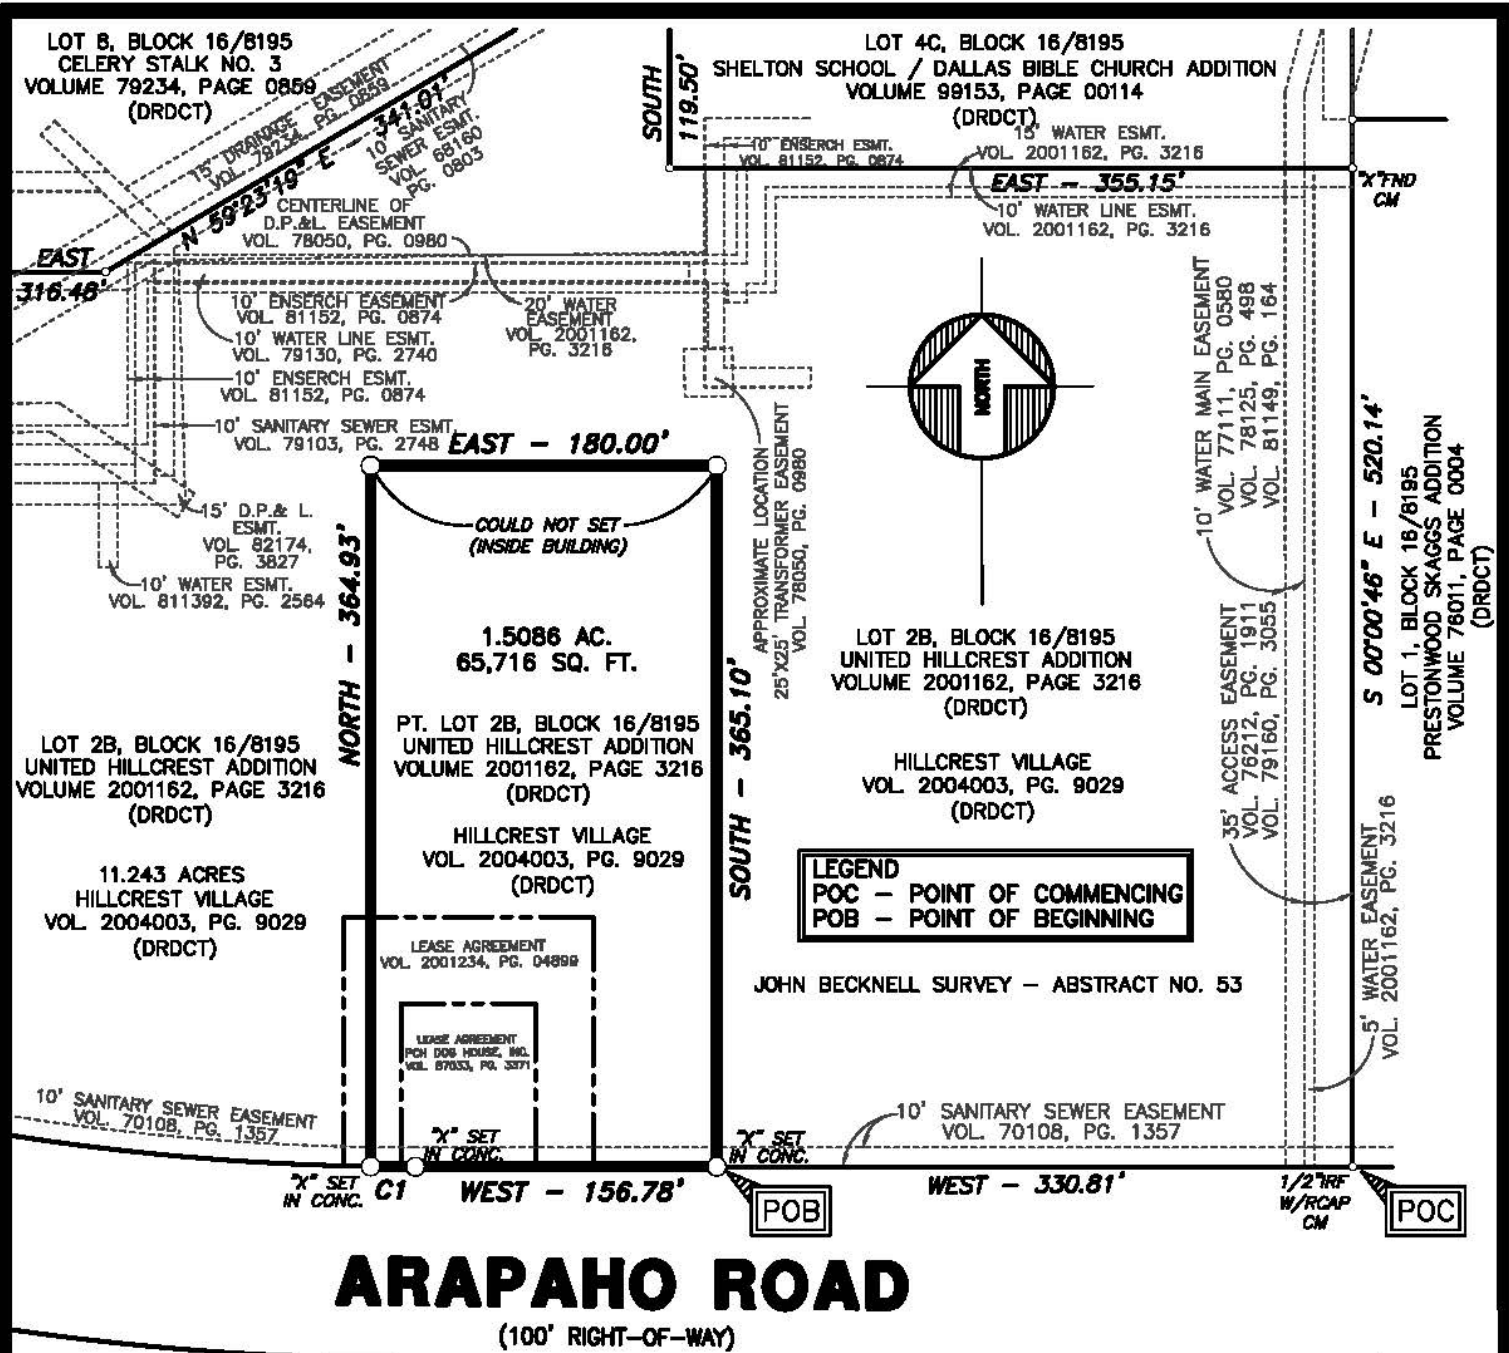 LOT 8, BLOCK 16/8195
CELERY STALK NO. 3
VOLUME 79234, PAGE 0859
(DRDCT)
15' DRAINAGE EASEMENT
VOL. 79234, PG. 0859
N 59°23'19" E - 341.01'
10' SANITARY
SEWER ESMT.
VOL. 68160
PG. 0803
SOUTH
119.50'
LOT 4C, BLOCK 16/8195
SHELTON SCHOOL / DALLAS BIBLE CHURCH ADDITION
VOLUME 99153, PAGE 00114
(DRDCT)
10' ENSERCH ESMT.
VOL. 81152, PG. 0874
15' WATER ESMT.
VOL. 2001162, PG. 3216
EAST - 355.15'
10' WATER LINE ESMT.
VOL. 2001162, PG. 3216
"X" FND
CM
CENTERLINE OF
D.P.&L. EASEMENT
VOL. 78050, PG. 0980
EAST
316.48'
10' ENSERCH EASEMENT
VOL. 81152, PG. 0874
20' WATER
EASEMENT
VOL. 2001162,
PG. 3216
10' WATER LINE ESMT.
VOL. 79130, PG. 2740
10' ENSERCH ESMT.
VOL. 81152, PG. 0874
10' SANITARY SEWER ESMT.
VOL. 79103, PG. 2748
15' D.P.& L.
ESMT.
VOL. 82174,
PG. 3827
10' WATER ESMT.
VOL. 811392, PG. 2564
EAST - 180.00'
COULD NOT SET
(INSIDE BUILDING)
NORTH - 364.93'
1.5086 AC.
65,716 SQ. FT.
PT. LOT 2B, BLOCK 16/8195
UNITED HILLCREST ADDITION
VOLUME 2001162, PAGE 3216
(DRDCT)
HILLCREST VILLAGE
VOL. 2004003, PG. 9029
(DRDCT)
SOUTH - 365.10'
APPROXIMATE LOCATION
25'X25' TRANSFORMER EASEMENT
VOL. 78050, PG. 0980
NORTH
LOT 2B, BLOCK 16/8195
UNITED HILLCREST ADDITION
VOLUME 2001162, PAGE 3216
(DRDCT)
HILLCREST VILLAGE
VOL. 2004003, PG. 9029
(DRDCT)
10' WATER MAIN EASEMENT
VOL. 77111, PG. 0580
VOL. 78125, PG. 498
VOL. 81149, PG. 164
35' ACCESS EASEMENT
VOL. 76212, PG. 1911
VOL. 79160, PG. 3055
S 00°00'46" E - 520.14'
LOT 1, BLOCK 16/8195
PRESTONWOOD SKAGGS ADDITION
VOLUME 76011, PAGE 0004
(DRDCT)
5' WATER EASEMENT
VOL. 2001162, PG. 3216
LOT 2B, BLOCK 16/8195
UNITED HILLCREST ADDITION
VOLUME 2001162, PAGE 3216
(DRDCT)
11.243 ACRES
HILLCREST VILLAGE
VOL. 2004003, PG. 9029
(DRDCT)
LEGEND
POC - POINT OF COMMENCING
POB - POINT OF BEGINNING
JOHN BECKNELL SURVEY - ABSTRACT NO. 53
LEASE AGREEMENT
VOL. 2001234, PG. 04899
LEASE AGREEMENT
PCH DOG HOUSE, INC.
VOL. 87033, PG. 3371
10' SANITARY SEWER EASEMENT
VOL. 70108, PG. 1357
"X" SET
IN CONC.
"X" SET
IN CONC.
10' SANITARY SEWER EASEMENT
VOL. 70108, PG. 1357
"X" SET
IN CONC.
C1
WEST - 156.78'
POB
WEST - 330.81'
1/2"IRF
W/RCAP
CM
POC
ARAPAHO ROAD
(100' RIGHT-OF-WAY)